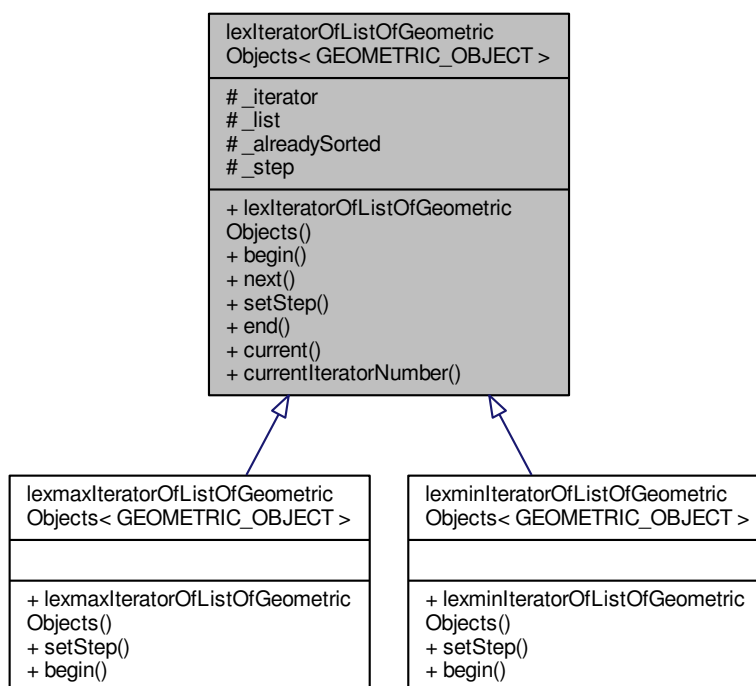 lexIteratorOfListOfGeometric
Objects< GEOMETRIC_OBJECT >
# _iterator
# _list
# _alreadySorted
# _step
+ lexIteratorOfListOfGeometric
Objects()
+ begin()
+ next()
+ setStep()
+ end()
+ current()
+ currentIteratorNumber()
lexmaxIteratorOfListOfGeometric
Objects< GEOMETRIC_OBJECT >
+ lexmaxIteratorOfListOfGeometric
Objects()
+ setStep()
+ begin()
lexminIteratorOfListOfGeometric
Objects< GEOMETRIC_OBJECT >
+ lexminIteratorOfListOfGeometric
Objects()
+ setStep()
+ begin()